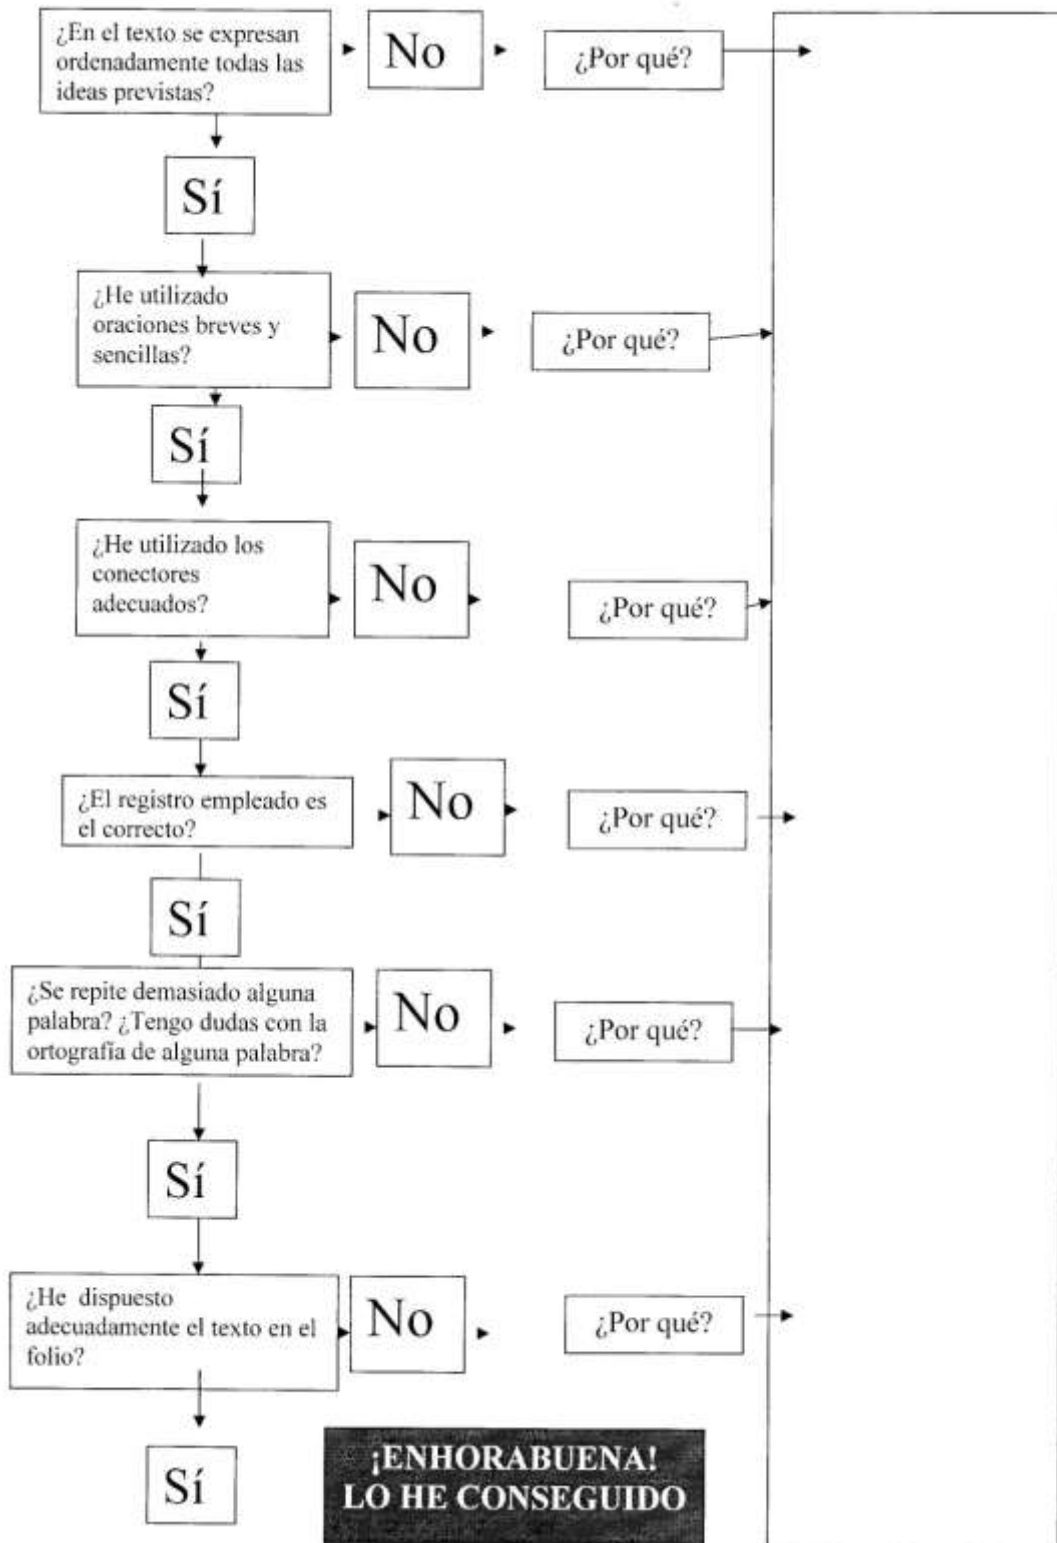 ¿En el texto se expresan
ordenadamente todas las
ideas previstas?
No
¿Por qué?
Sí
¿He utilizado
oraciones breves y
sencillas?
No
¿Por qué?
Sí
¿He utilizado los
conectores
adecuados?
No
¿Por qué?
Sí
¿El registro empleado es
el correcto?
No
¿Por qué?
Sí
¿Se repite demasiado alguna
palabra? ¿Tengo dudas con la
ortografía de alguna palabra?
No
¿Por qué?
Sí
¿He dispuesto
adecuadamente el texto en el
folio?
No
¿Por qué?
Sí
¡ENHORABUENA!
LO HE CONSEGUIDO